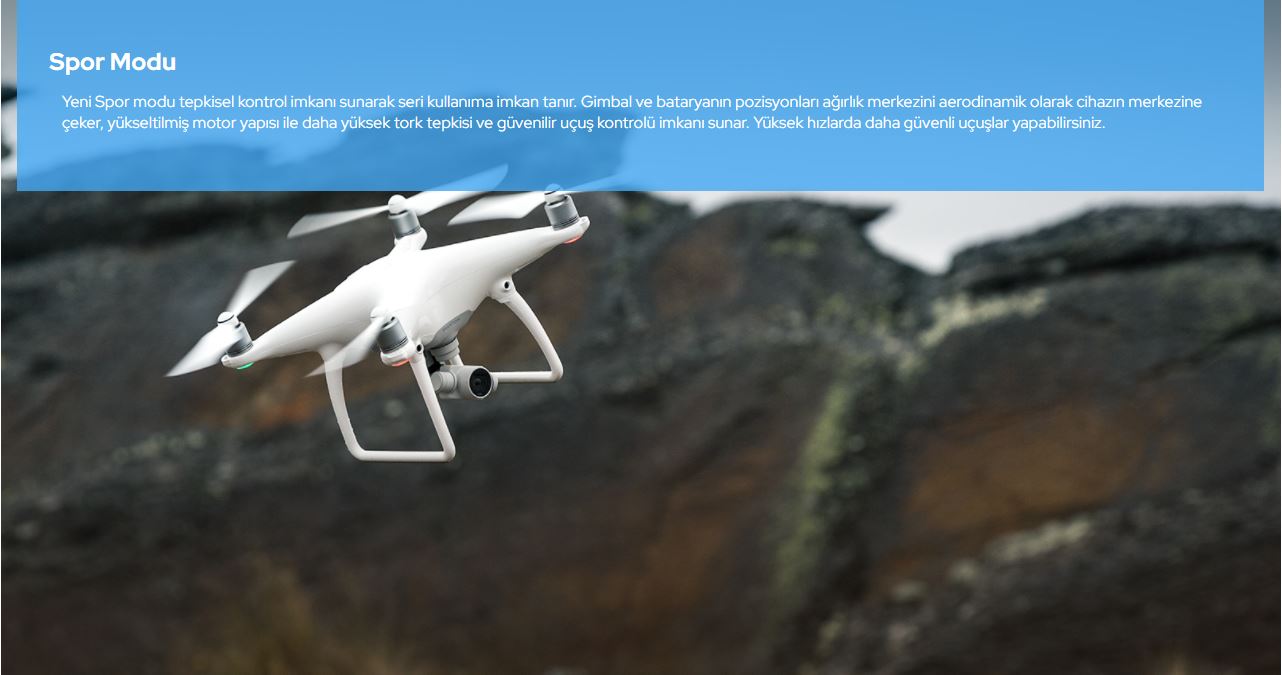 Spor Modu
Yeni Spor modu tepkisel kontrol imkanı sunarak seri kullanıma imkan tanır. Gimbal ve bataryanın pozisyonları ağırlık merkezini aerodinamik olarak cihazın merkezine
çeker, yükseltilmiş motor yapısı ile daha yüksek tork tepkisi ve güvenilir uçuş kontrolü imkanı sunar. Yüksek hızlarda daha güvenli uçuşlar yapabilirsiniz.